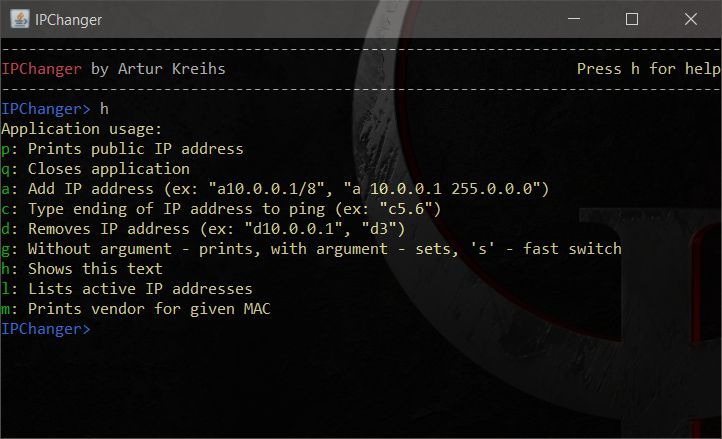 IPChanger
--------------------------------------------------------------------------------
IPChanger by Artur Kreihs Press h for help
--------------------------------------------------------------------------------
IPChanger> h
Application usage:
p: Prints public IP address
q: Closes application
a: Add IP address (ex: "a10.0.0.1/8", "a 10.0.0.1 255.0.0.0")
c: Type ending of IP address to ping (ex: "c5.6")
d: Removes IP address (ex: "d10.0.0.1", "d3")
g: Without argument - prints, with argument - sets, 's' - fast switch
h: Shows this text
l: Lists active IP addresses
m: Prints vendor for given MAC
IPChanger>